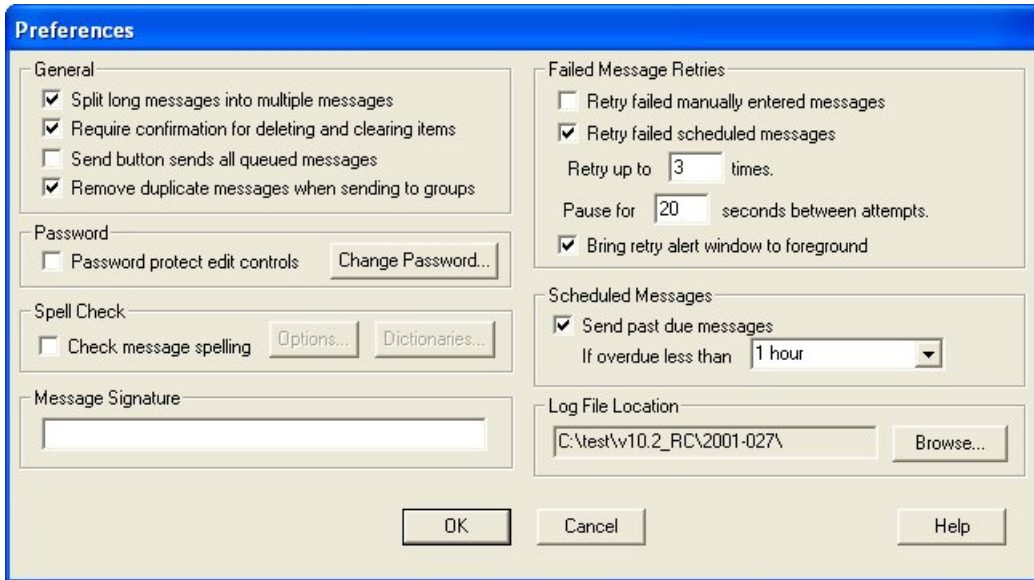 Preferences
General
Split long messages into multiple messages
Require confirmation for deleting and clearing items
Send button sends all queued messages
Remove duplicate messages when sending to groups
Password
Password protect edit controls
Change Password...
Spell Check
Check message spelling
Options...
Dictionaries...
Message Signature
Failed Message Retries
Retry failed manually entered messages
Retry failed scheduled messages
Retry up to 3 times.
Pause for 20 seconds between attempts.
Bring retry alert window to foreground
Scheduled Messages
Send past due messages
If overdue less than 1 hour
Log File Location
C:\test\v10.2_RC\2001-027\
Browse...
OK
Cancel
Help